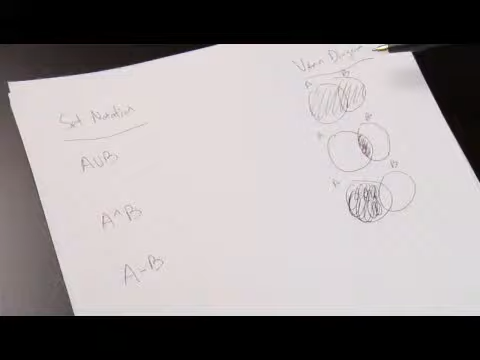 Set Notation
Venn Diagram
A B
A∪B
A B
A^B
A B
A-B